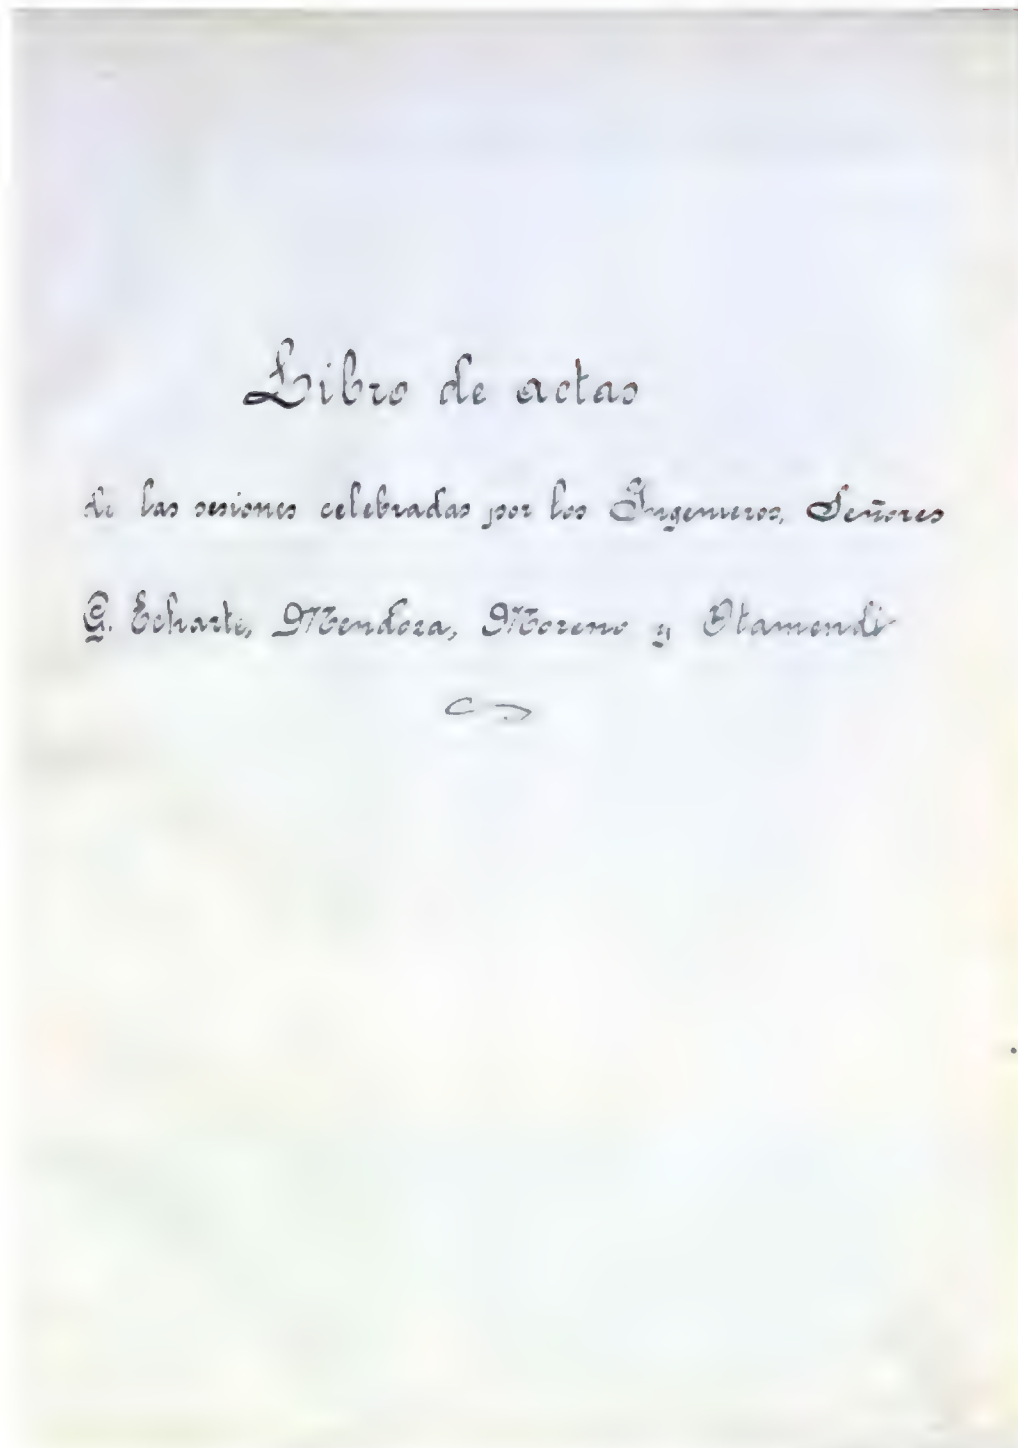 Libro de actas
de las sesiones celebradas por los Ingenieros, Señores
G. Echarte, Mendoza, Moreno y Otamendi